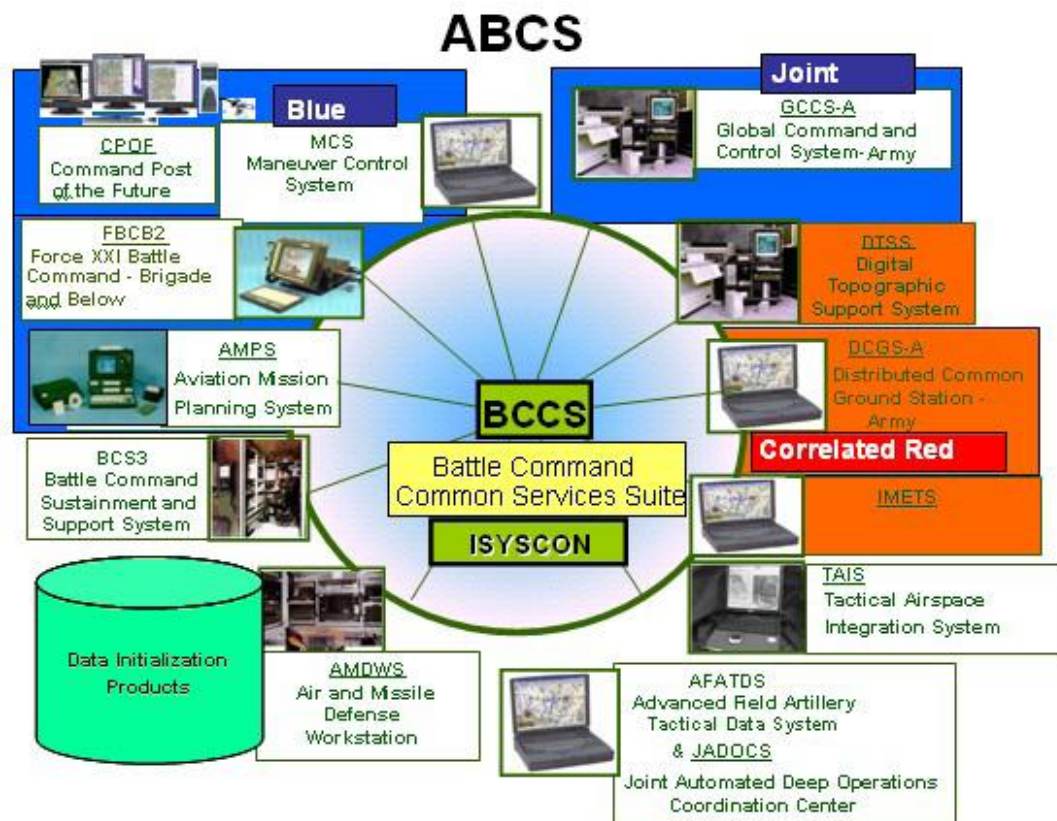 ABCS
Blue
Joint
CPOF
Command Post
of the Future
MCS
Maneuver Control
System
GCCS-A
Global Command and
Control System-Army
FBCB2
Force XXI Battle
Command - Brigade
and Below
DTSS
Digital
Topographic
Support System
AMPS
Aviation Mission
Planning System
DCGS-A
Distributed Common
Ground Station -
Army
BCCS
Battle Command
Common Services Suite
ISYSCON
Correlated Red
BCS3
Battle Command
Sustainment and
Support System
IMETS
TAIS
Tactical Airspace
Integration System
Data Initialization
Products
AMDWS
Air and Missile
Defense
Workstation
AFATDS
Advanced Field Artillery
Tactical Data System
& JADOCS
Joint Automated Deep Operations
Coordination Center